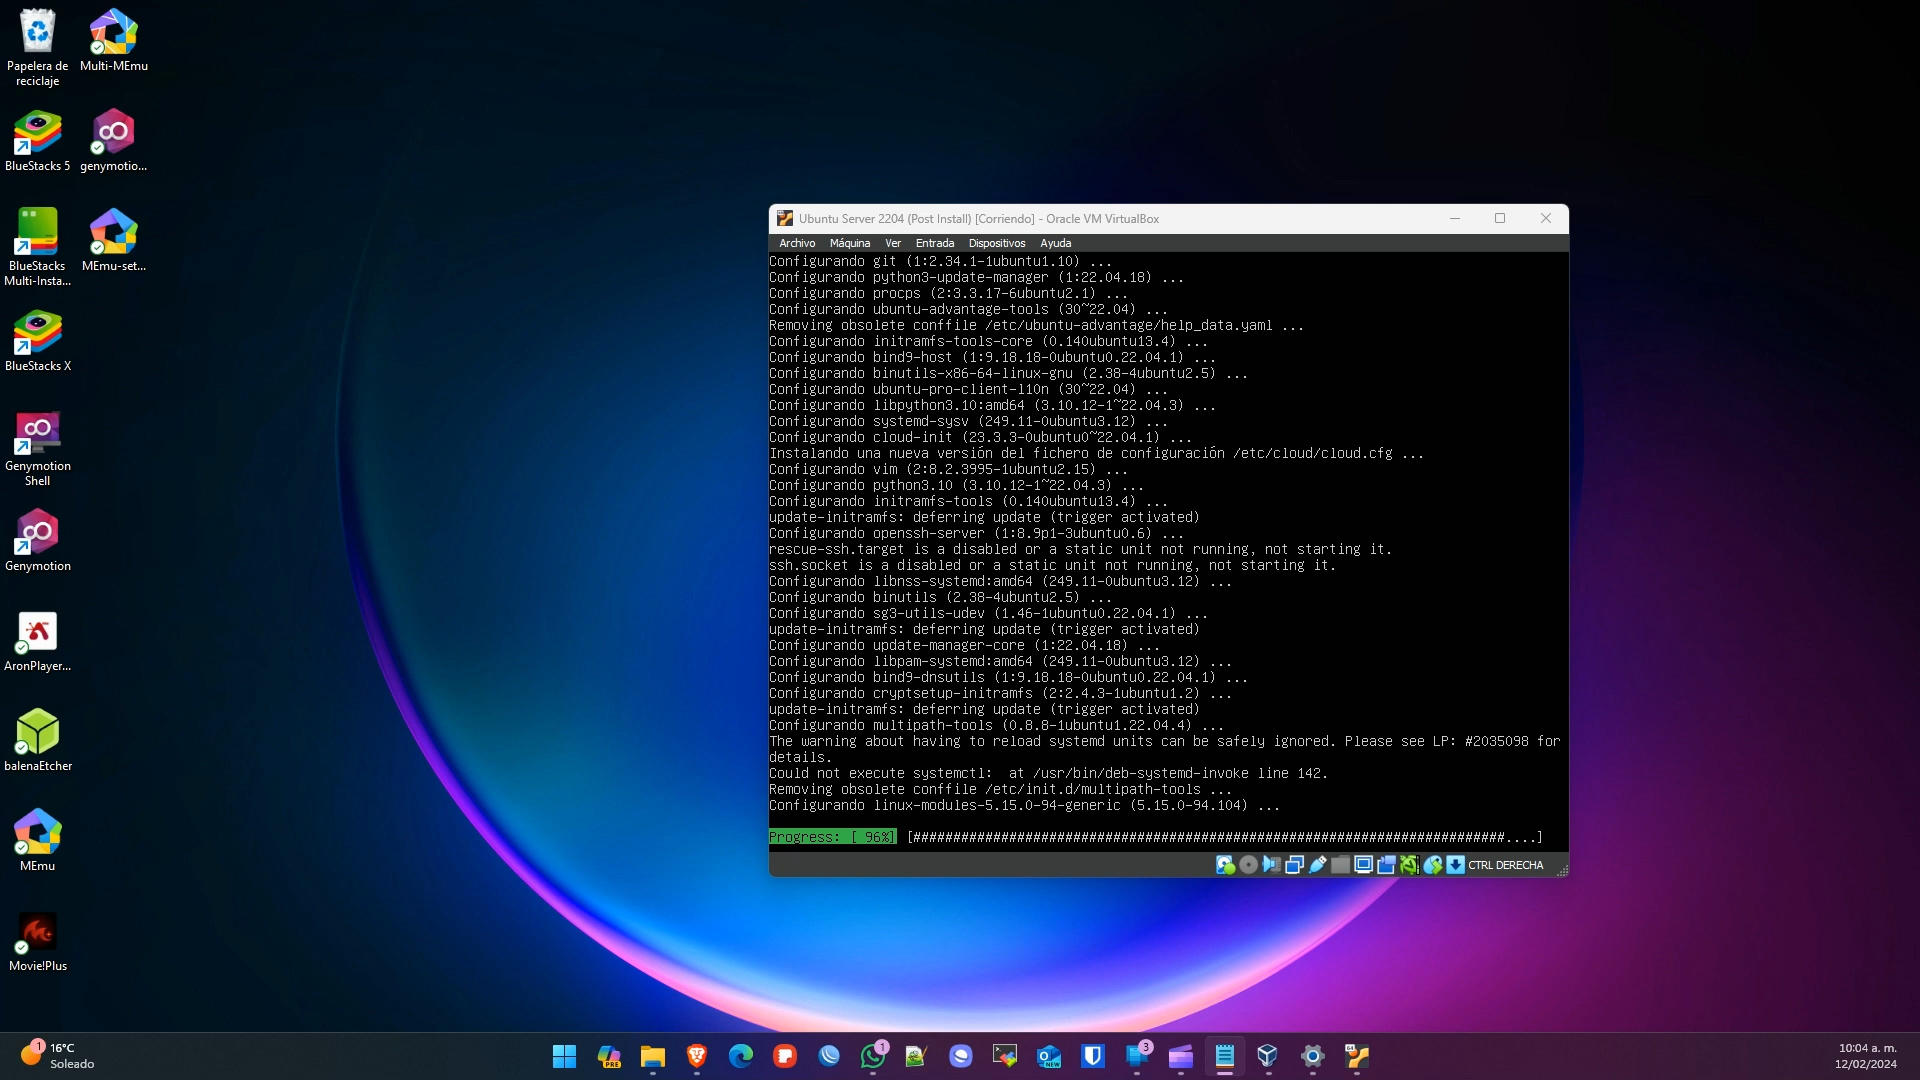 Papelera de
reciclaje
Multi-MEmu
BlueStacks 5
genymotio...
BlueStacks
Multi-Insta...
MEmu-set...
BlueStacks X
Genymotion
Shell
Genymotion
AronPlayer...
balenaEtcher
MEmu
Movie!Plus
Ubuntu Server 2204 (Post Install) [Corriendo] - Oracle VM VirtualBox
Archivo Máquina Ver Entrada Dispositivos Ayuda
Configurando git (1:2.34.1-1ubuntu1.10) ...
Configurando python3-update-manager (1:22.04.18) ...
Configurando procps (2:3.3.17-6ubuntu2.1) ...
Configurando ubuntu-advantage-tools (30~22.04) ...
Removing obsolete conffile /etc/ubuntu-advantage/help_data.yaml ...
Configurando initramfs-tools-core (0.140ubuntu13.4) ...
Configurando bind9-host (1:9.18.18-0ubuntu0.22.04.1) ...
Configurando binutils-x86-64-linux-gnu (2.38-4ubuntu2.5) ...
Configurando ubuntu-pro-client-l10n (30~22.04) ...
Configurando libpython3.10:amd64 (3.10.12-1~22.04.3) ...
Configurando systemd-sysv (249.11-0ubuntu3.12) ...
Configurando cloud-init (23.3.3-0ubuntu0~22.04.1) ...
Instalando una nueva versión del fichero de configuración /etc/cloud/cloud.cfg ...
Configurando vim (2:8.2.3995-1ubuntu2.15) ...
Configurando python3.10 (3.10.12-1~22.04.3) ...
Configurando initramfs-tools (0.140ubuntu13.4) ...
update-initramfs: deferring update (trigger activated)
Configurando openssh-server (1:8.9p1-3ubuntu0.6) ...
rescue-ssh.target is a disabled or a static unit not running, not starting it.
ssh.socket is a disabled or a static unit not running, not starting it.
Configurando libnss-systemd:amd64 (249.11-0ubuntu3.12) ...
Configurando binutils (2.38-4ubuntu2.5) ...
Configurando sg3-utils-udev (1.46-1ubuntu0.22.04.1) ...
update-initramfs: deferring update (trigger activated)
Configurando update-manager-core (1:22.04.18) ...
Configurando libpam-systemd:amd64 (249.11-0ubuntu3.12) ...
Configurando bind9-dnsutils (1:9.18.18-0ubuntu0.22.04.1) ...
Configurando cryptsetup-initramfs (2:2.4.3-1ubuntu1.2) ...
update-initramfs: deferring update (trigger activated)
Configurando multipath-tools (0.8.8-1ubuntu1.22.04.4) ...
The warning about having to reload systemd units can be safely ignored. Please see LP: #2035098 for
details.
Could not execute systemctl:  at /usr/bin/deb-systemd-invoke line 142.
Removing obsolete conffile /etc/init.d/multipath-tools ...
Configurando linux-modules-5.15.0-94-generic (5.15.0-94.104) ...
Progress: [ 96%] [##########################################################################....]
CTRL DERECHA
1
16°C
Soleado
PRE
1
NEW
3
64
10:04 a. m.
12/02/2024